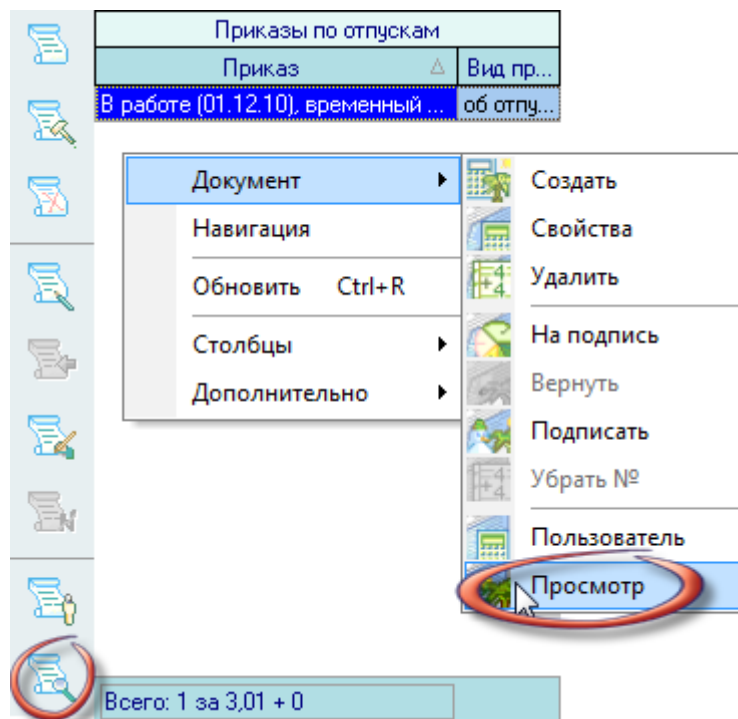 Приказы по отпускам
Приказ Вид пр...
В работе (01.12.10), временный ... об отпу...
Документ
Навигация
Обновить Ctrl+R
Столбцы
Дополнительно
Создать
Свойства
Удалить
На подпись
Вернуть
Подписать
Убрать №
Пользователь
Просмотр
Всего: 1 за 3,01 + 0